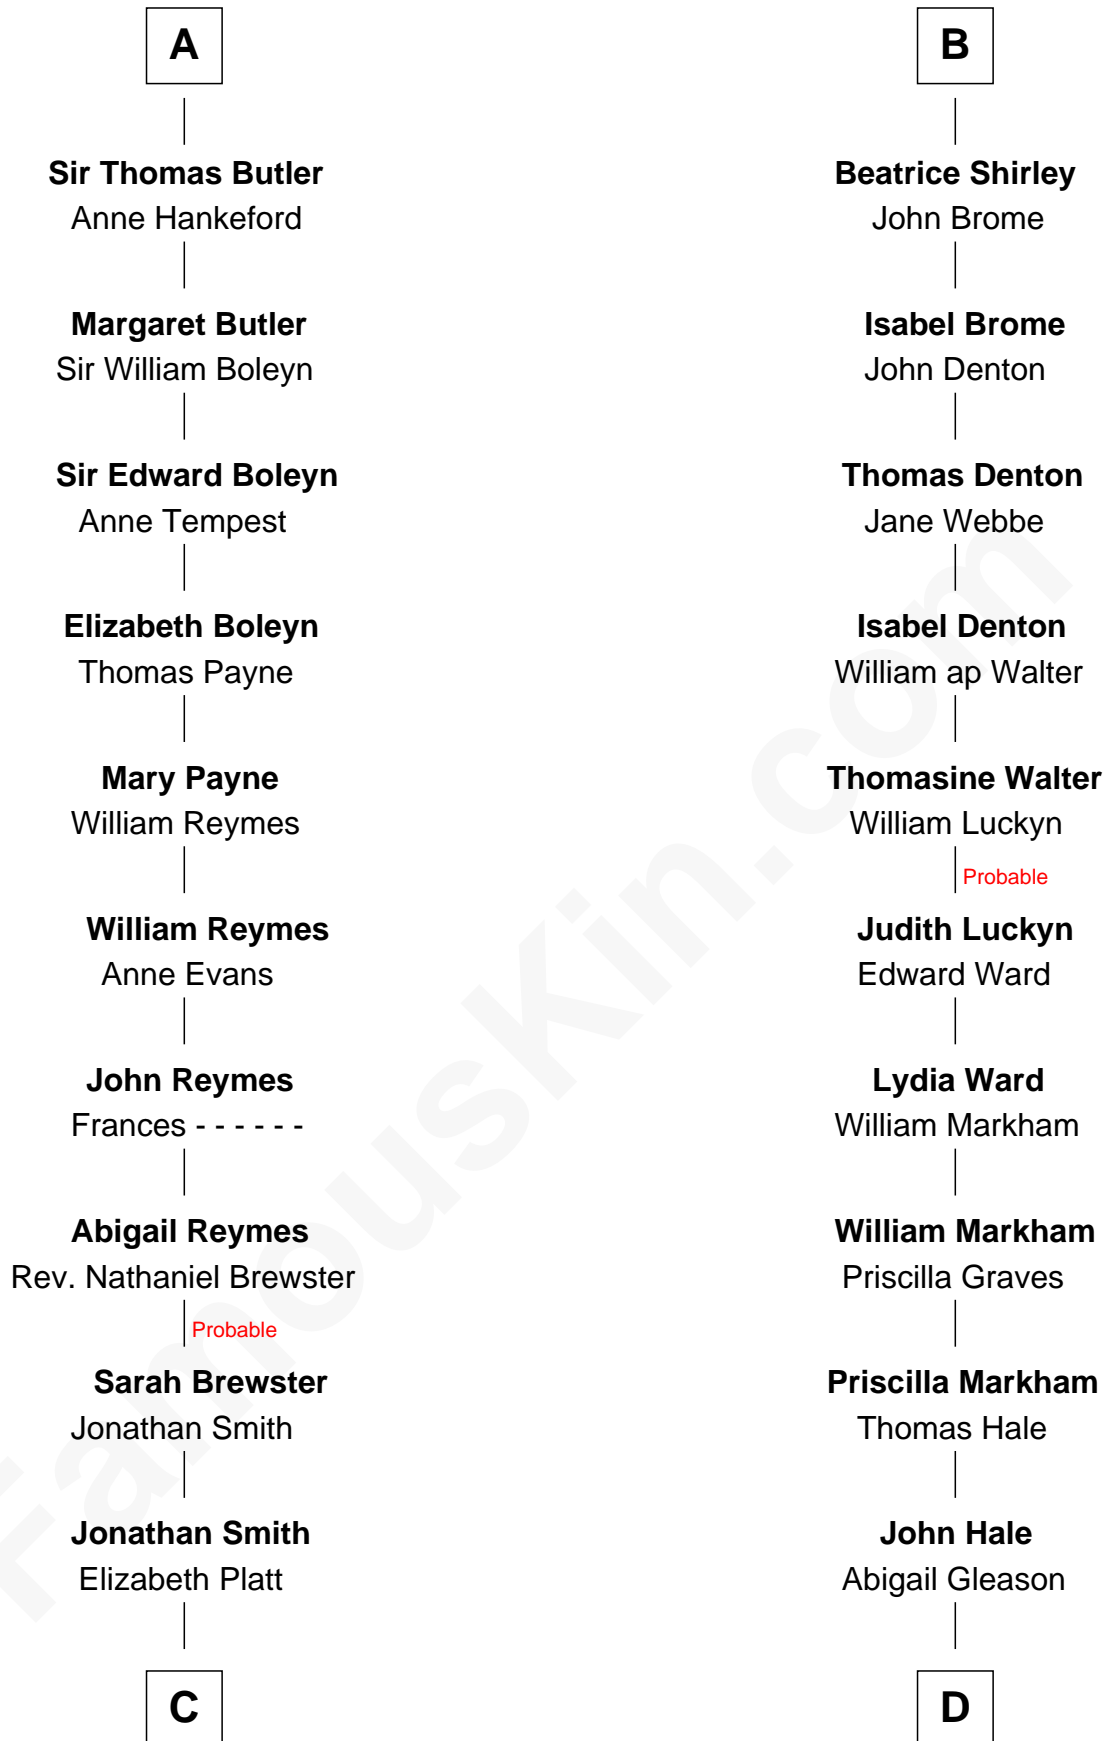 A
Sir Thomas Butler
Anne Hankeford
Margaret Butler
Sir William Boleyn
Sir Edward Boleyn
Anne Tempest
Elizabeth Boleyn
Thomas Payne
Mary Payne
William Reymes
William Reymes
Anne Evans
John Reymes
Frances - - - - - -
Abigail Reymes
Rev. Nathaniel Brewster
Probable
Sarah Brewster
Jonathan Smith
Jonathan Smith
Elizabeth Platt
C
B
Beatrice Shirley
John Brome
Isabel Brome
John Denton
Thomas Denton
Jane Webbe
Isabel Denton
William ap Walter
Thomasine Walter
William Luckyn
Probable
Judith Luckyn
Edward Ward
Lydia Ward
William Markham
William Markham
Priscilla Graves
Priscilla Markham
Thomas Hale
John Hale
Abigail Gleason
D
FamousKin.com